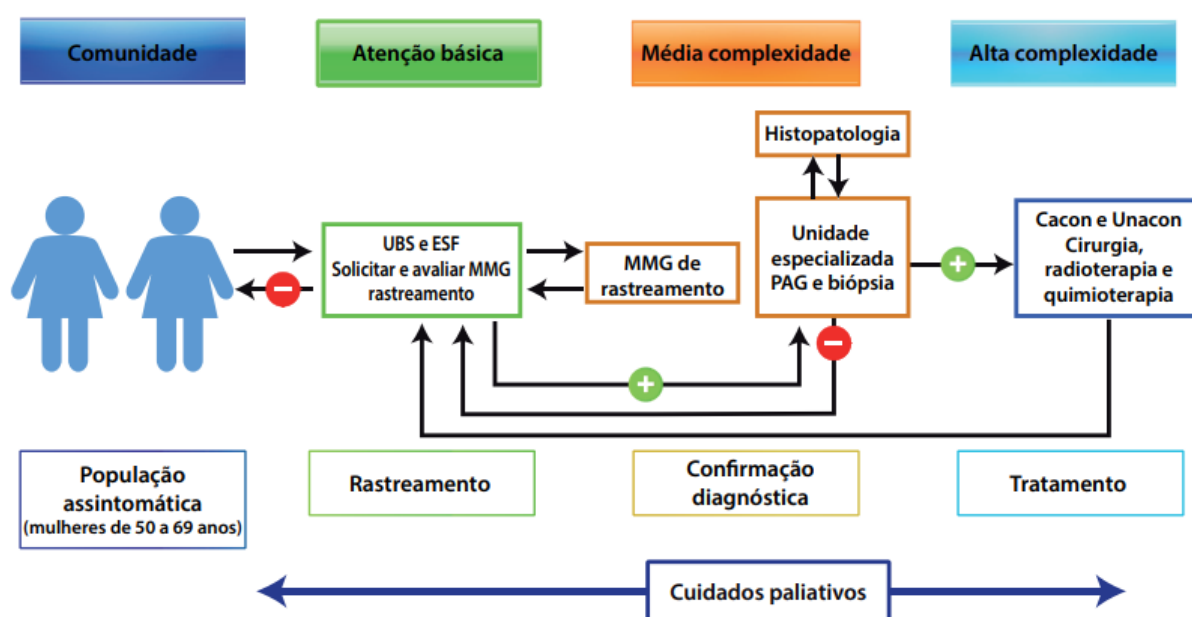 Comunidade
Atenção básica
Média complexidade
Alta complexidade
Histopatologia
UBS e ESF
Solicitar e avaliar MMG
rastreamento
MMG de
rastreamento
Unidade
especializada
PAG e biópsia
Cacon e Unacon
Cirurgia,
radioterapia e
quimioterapia
População
assintomática
(mulheres de 50 a 69 anos)
Rastreamento
Confirmação
diagnóstica
Tratamento
Cuidados paliativos